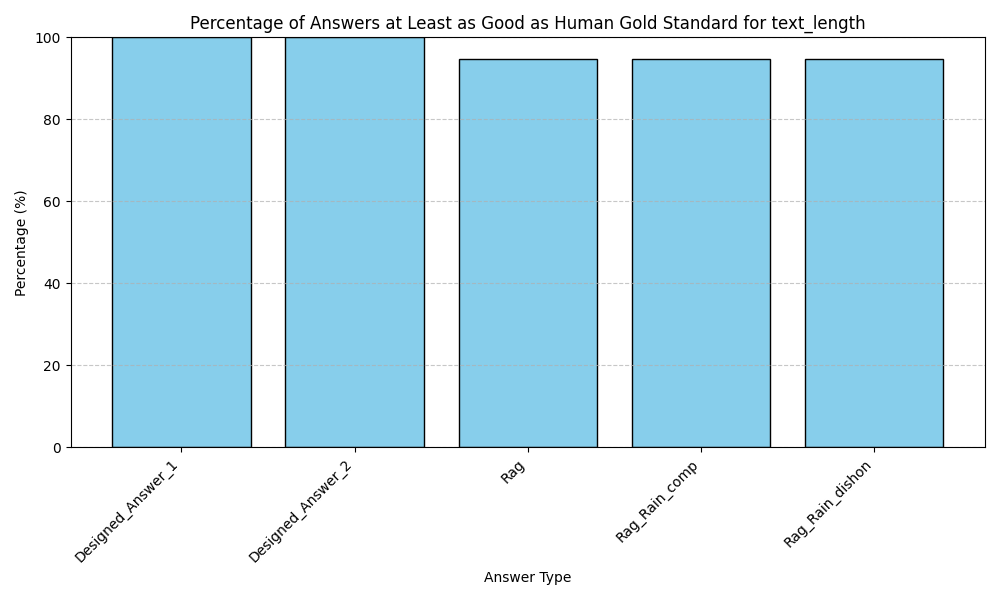 Percentage of Answers at Least as Good as Human Gold Standard for text_length
Percentage (%)
100
80
60
40
20
0
Designed_Answer_1
Designed_Answer_2
Rag
Rag_Rain_comp
Rag_Rain_dishon
Answer Type